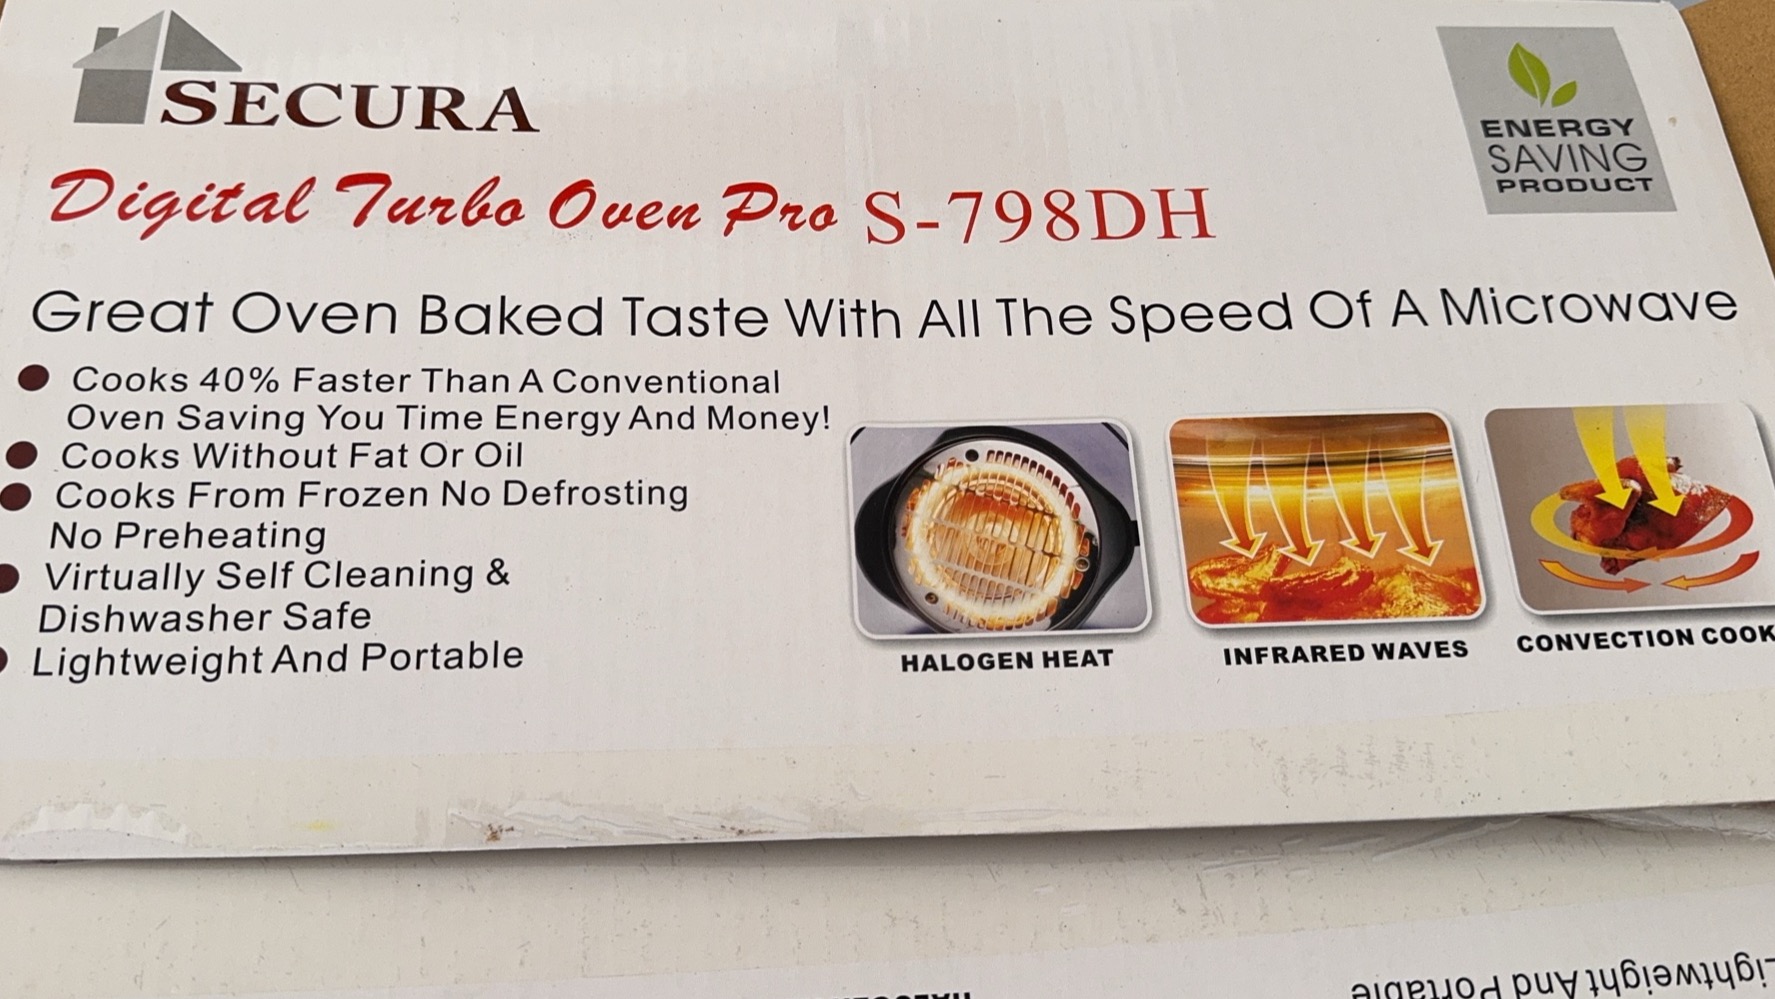 SECURA
ENERGY
SAVING
PRODUCT
Digital Turbo Oven Pro S-798DH
Great Oven Baked Taste With All The Speed Of A Microwave
● Cooks 40% Faster Than A Conventional
Oven Saving You Time Energy And Money!
● Cooks Without Fat Or Oil
● Cooks From Frozen No Defrosting
No Preheating
● Virtually Self Cleaning &
Dishwasher Safe
● Lightweight And Portable
HALOGEN HEAT
INFRARED WAVES
CONVECTION COOK
Lightweight And Portable